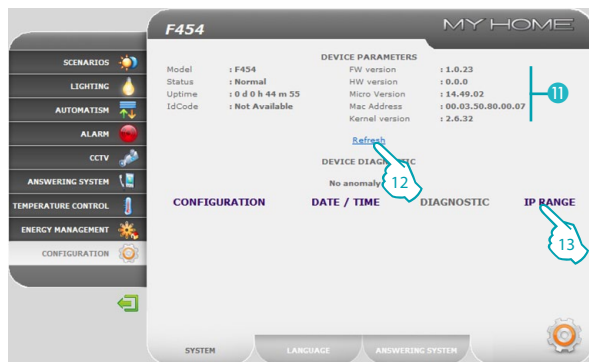 F454
MY HOME
SCENARIOS
LIGHTING
AUTOMATISM
ALARM
CCTV
ANSWERING SYSTEM
TEMPERATURE CONTROL
ENERGY MANAGEMENT
CONFIGURATION
DEVICE PARAMETERS
Model : F454 FW version : 1.0.23
Status : Normal HW version : 0.0.0
Uptime : 0 d 0 h 44 m 55 Micro Version : 14.49.02
IdCode : Not Available Mac Address : 00.03.50.80.00.07
Kernel version : 2.6.32
11
Refresh
DEVICE DIAGNOSTIC
No anomaly
12
CONFIGURATION DATE / TIME DIAGNOSTIC IP RANGE
13
SYSTEM LANGUAGE ANSWERING SYSTEM